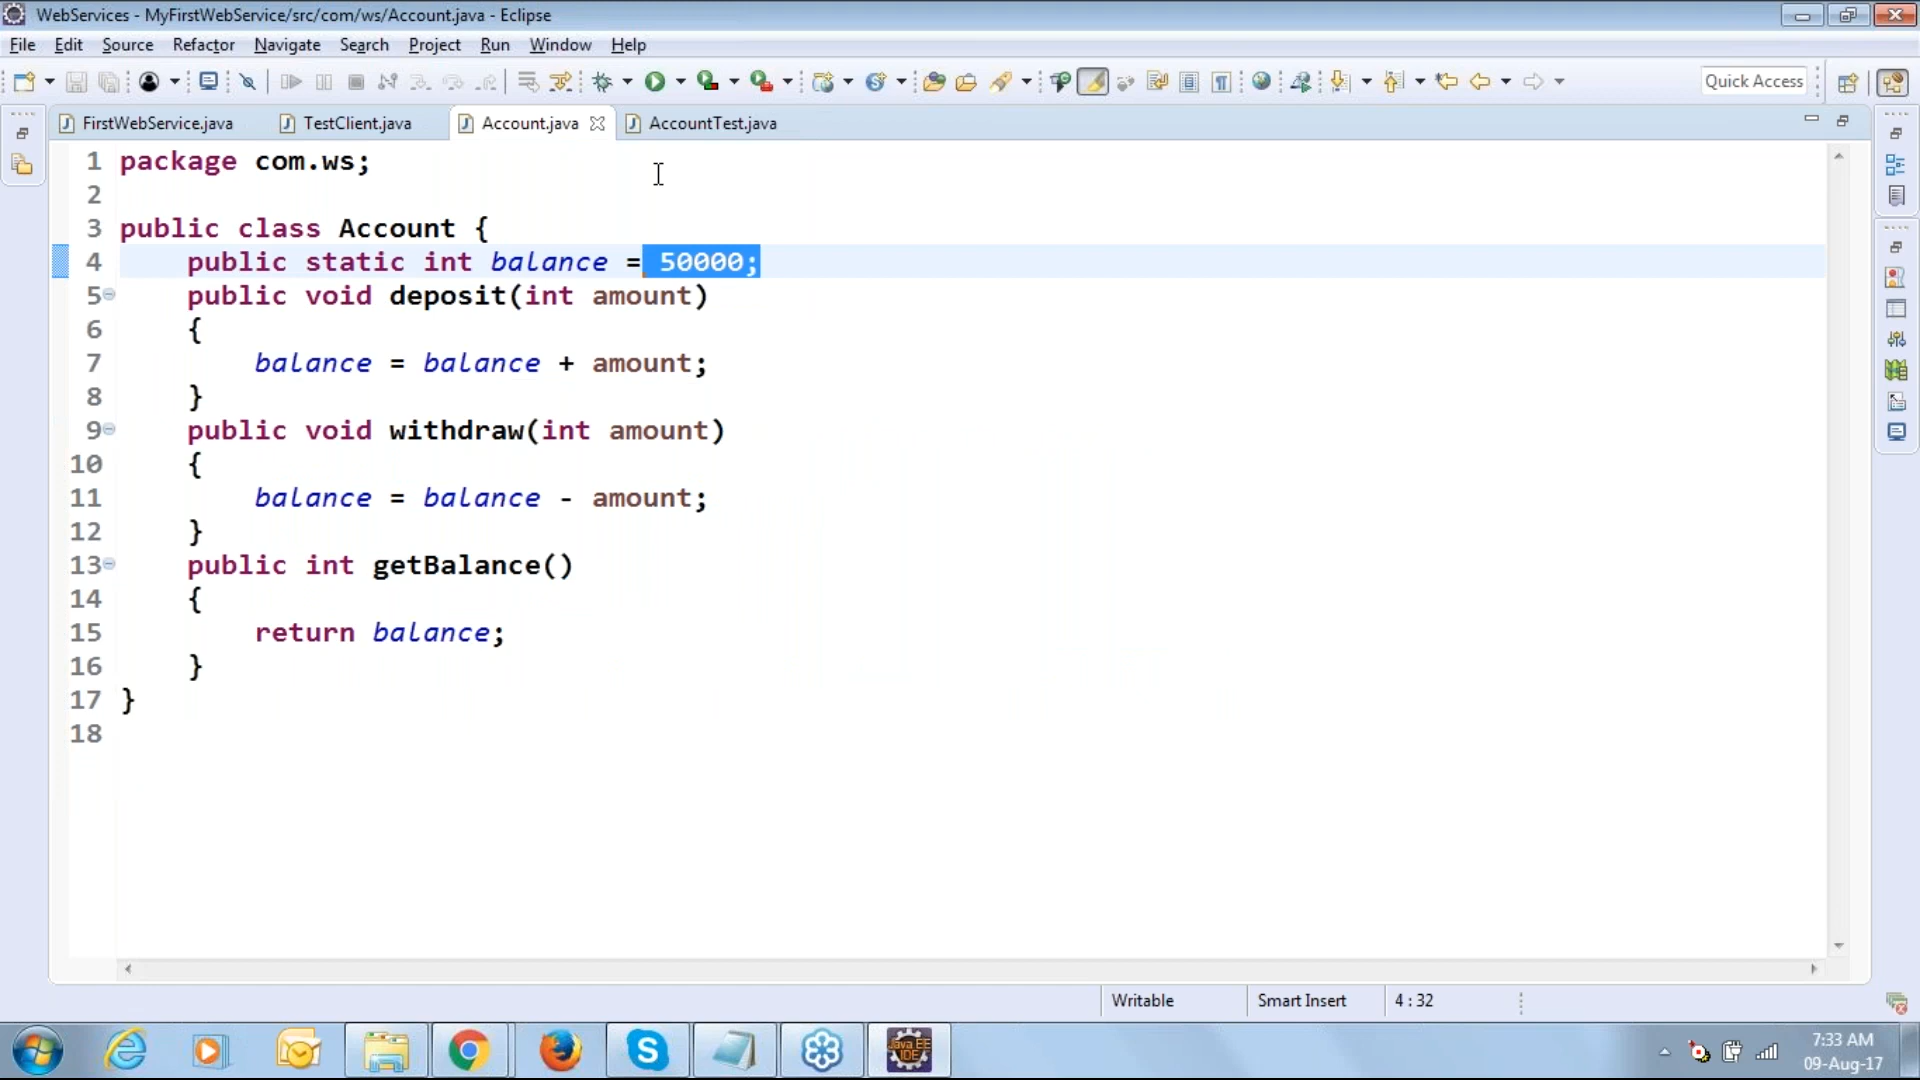 WebServices - MyFirstWebService/src/com/ws/Account.java - Eclipse
File Edit Source Refactor Navigate Search Project Run Window Help
Quick Access
FirstWebService.java TestClient.java Account.java AccountTest.java
1 package com.ws;
2
3 public class Account {
4 public static int balance = 50000;
5 public void deposit(int amount)
6 {
7 balance = balance + amount;
8 }
9 public void withdraw(int amount)
10 {
11 balance = balance - amount;
12 }
13 public int getBalance()
14 {
15 return balance;
16 }
17 }
18
Writable Smart Insert 4 : 32
Java EE
IDE
7:33 AM
09-Aug-17